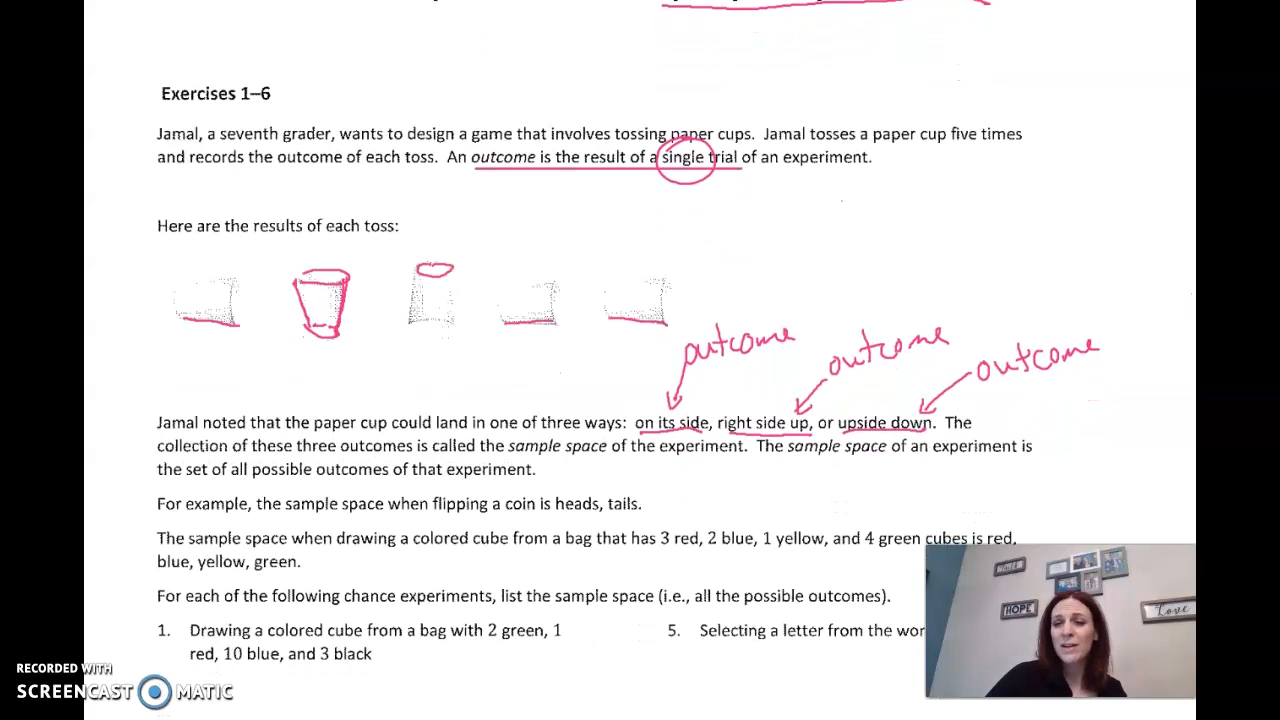 Exercises 1–6
Jamal, a seventh grader, wants to design a game that involves tossing paper cups. Jamal tosses a paper cup five times
and records the outcome of each toss. An outcome is the result of a single trial of an experiment.
Here are the results of each toss:
outcome
outcome
outcome
Jamal noted that the paper cup could land in one of three ways: on its side, right side up, or upside down. The
collection of these three outcomes is called the sample space of the experiment. The sample space of an experiment is
the set of all possible outcomes of that experiment.
For example, the sample space when flipping a coin is heads, tails.
The sample space when drawing a colored cube from a bag that has 3 red, 2 blue, 1 yellow, and 4 green cubes is red,
blue, yellow, green.
For each of the following chance experiments, list the sample space (i.e., all the possible outcomes).
1. Drawing a colored cube from a bag with 2 green, 1
red, 10 blue, and 3 black
5. Selecting a letter from the
HOPE
Love
RECORDED WITH
SCREENCAST MATIC